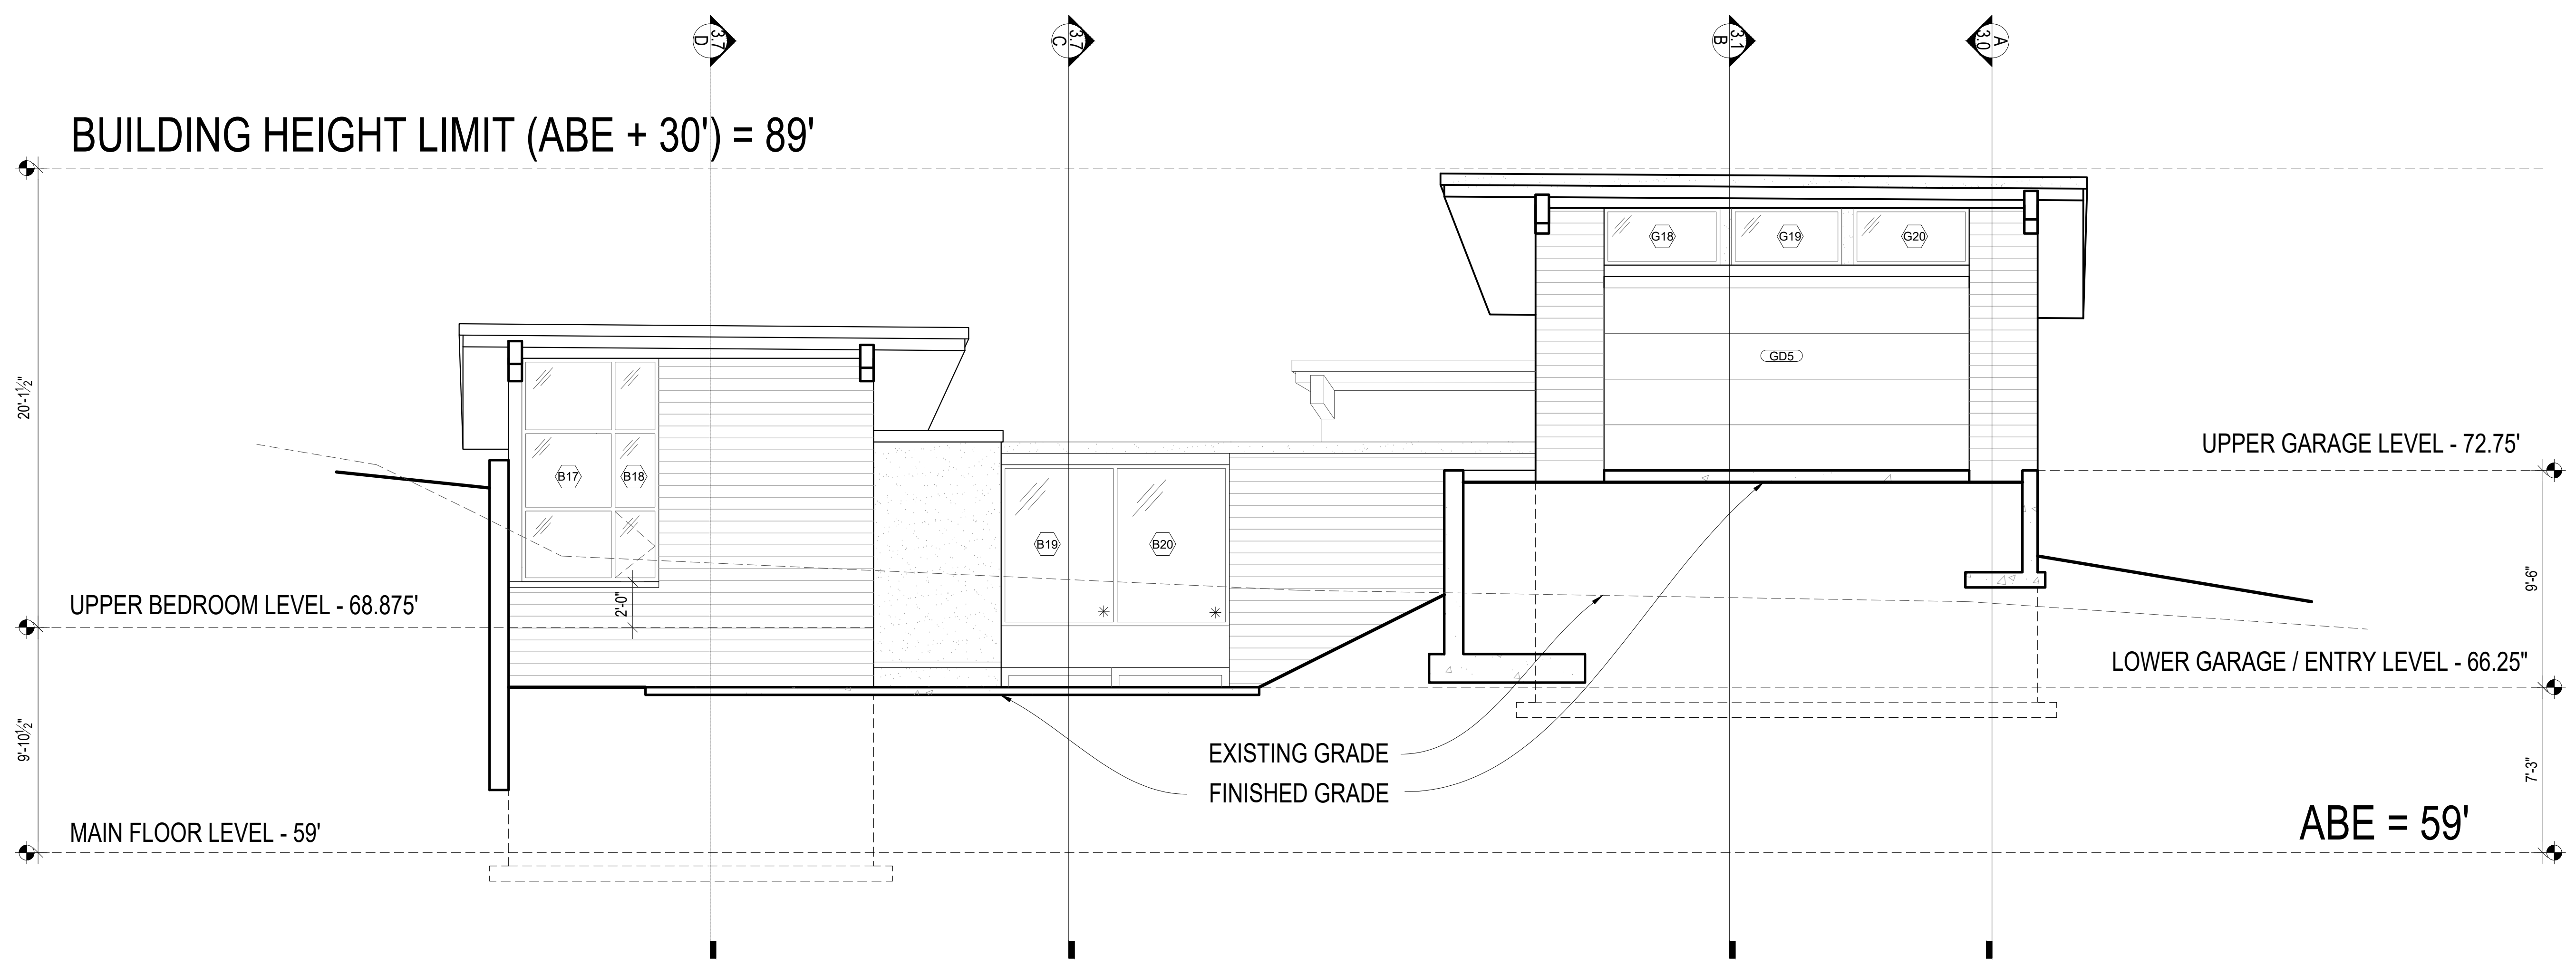 3.7
D
3.7
C
3.1
B
A
3.0
BUILDING HEIGHT LIMIT (ABE + 30') = 89'
G18
G19
G20
GD5
20'-1½"
UPPER GARAGE LEVEL - 72.75'
B17
B18
B19
B20
9'-6"
2'-0"
UPPER BEDROOM LEVEL - 68.875'
LOWER GARAGE / ENTRY LEVEL - 66.25"
9'-10½"
EXISTING GRADE
7'-3"
FINISHED GRADE
MAIN FLOOR LEVEL - 59'
ABE = 59'